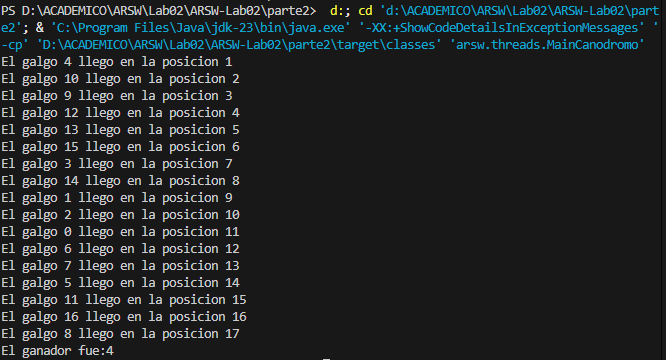 PS D:\ACADEMICO\ARSW\Lab02\ARSW-Lab02\parte2>  d:; cd 'd:\ACADEMICO\ARSW\Lab02\ARSW-Lab02\part
e2'; & 'C:\Program Files\Java\jdk-23\bin\java.exe' '-XX:+ShowCodeDetailsInExceptionMessages' '
-cp' 'D:\ACADEMICO\ARSW\Lab02\ARSW-Lab02\parte2\target\classes' 'arsw.threads.MainCanodromo'
El galgo 4 llego en la posicion 1
El galgo 10 llego en la posicion 2
El galgo 9 llego en la posicion 3
El galgo 12 llego en la posicion 4
El galgo 13 llego en la posicion 5
El galgo 15 llego en la posicion 6
El galgo 3 llego en la posicion 7
El galgo 14 llego en la posicion 8
El galgo 1 llego en la posicion 9
El galgo 2 llego en la posicion 10
El galgo 0 llego en la posicion 11
El galgo 6 llego en la posicion 12
El galgo 7 llego en la posicion 13
El galgo 5 llego en la posicion 14
El galgo 11 llego en la posicion 15
El galgo 16 llego en la posicion 16
El galgo 8 llego en la posicion 17
El ganador fue:4